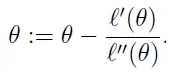 θ := θ − ℓ′(θ) / ℓ″(θ).